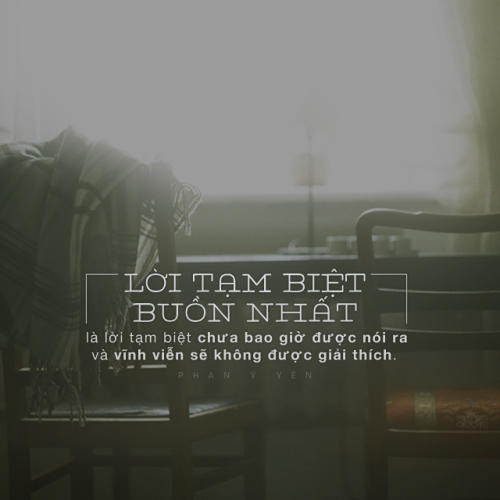 LỜI TẠM BIỆT
BUỒN NHẤT
là lời tạm biệt chưa bao giờ được nói ra
và vĩnh viễn sẽ không được giải thích.
PHAN Ý YÊN